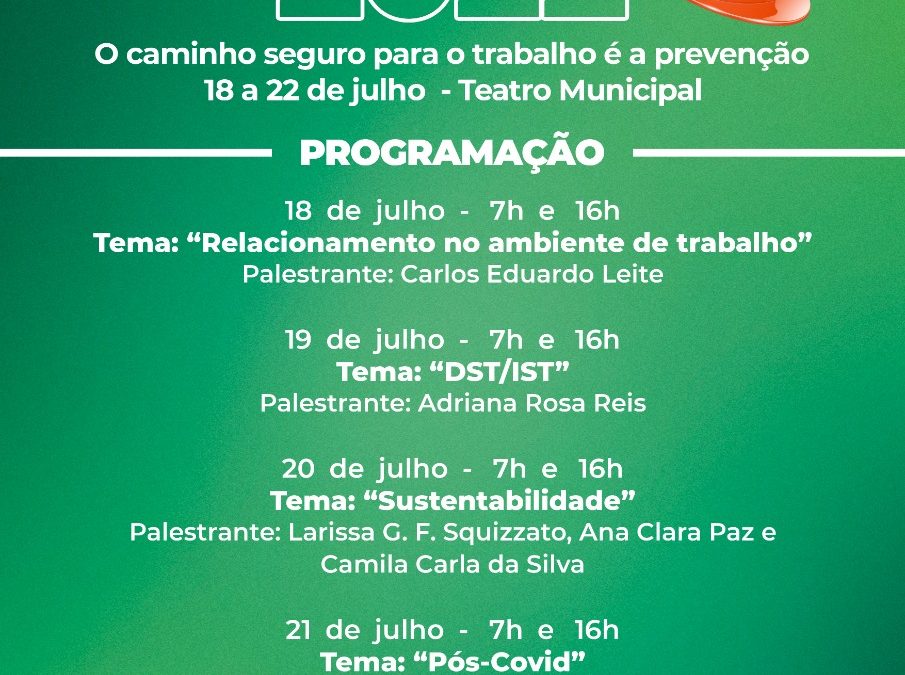 O caminho seguro para o trabalho é a prevenção
18 a 22 de julho - Teatro Municipal
PROGRAMAÇÃO
18 de julho - 7h e 16h
Tema: “Relacionamento no ambiente de trabalho”
Palestrante: Carlos Eduardo Leite
19 de julho - 7h e 16h
Tema: “DST/IST”
Palestrante: Adriana Rosa Reis
20 de julho - 7h e 16h
Tema: “Sustentabilidade”
Palestrante: Larissa G. F. Squizzato, Ana Clara Paz e
Camila Carla da Silva
21 de julho - 7h e 16h
Tema: “Pós-Covid”